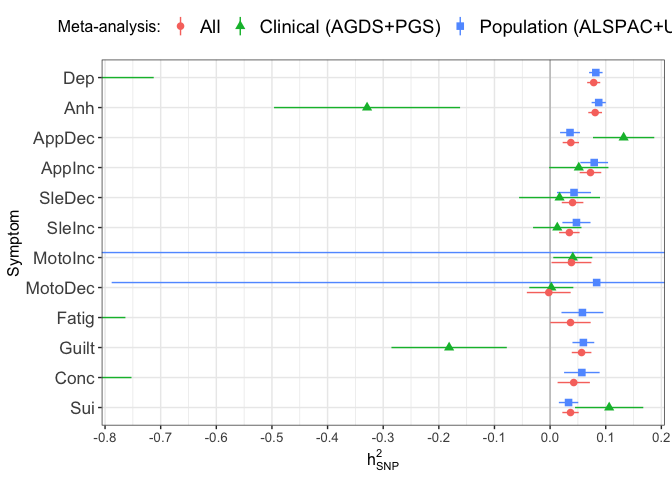 Meta-analysis: All Clinical (AGDS+PGS) Population (ALSPAC+U
Dep
Anh
AppDec
AppInc
SleDec
SleInc
MotoInc
MotoDec
Fatig
Guilt
Conc
Sui
Symptom
-0.8 -0.7 -0.6 -0.5 -0.4 -0.3 -0.2 -0.1 0.0 0.1 0.2
h²SNP